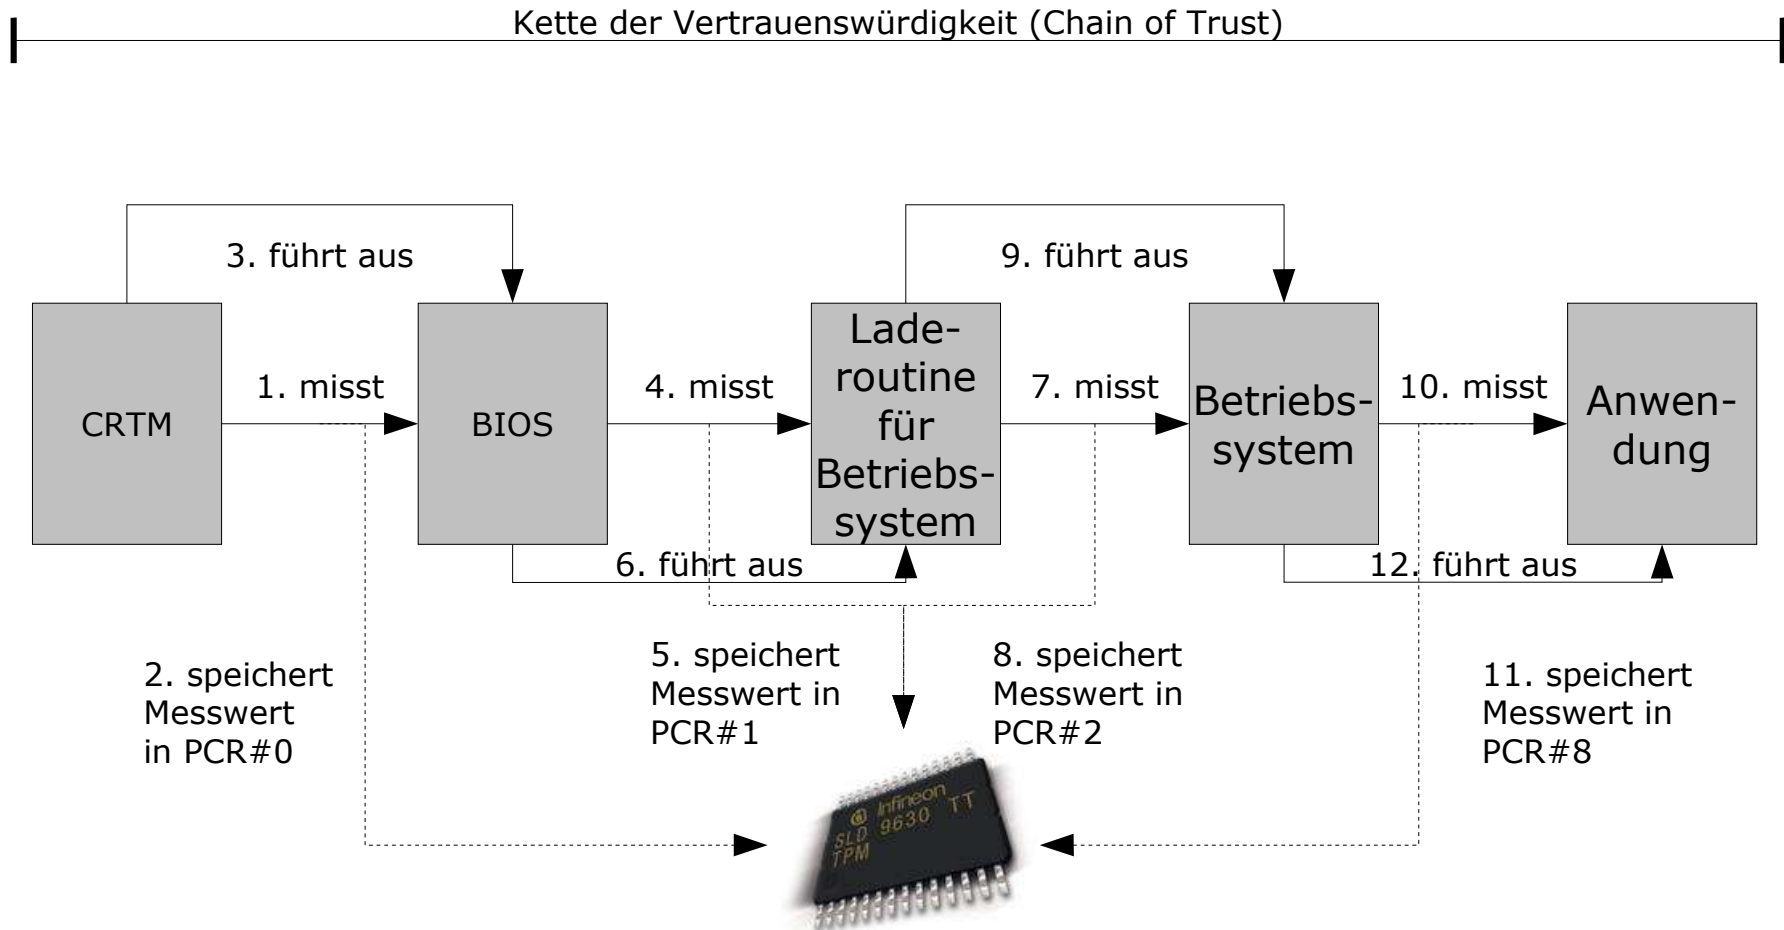 Kette der Vertrauenswürdigkeit (Chain of Trust)
3. führt aus
9. führt aus
CRTM
1. misst
BIOS
4. misst
Lade-
routine
für
Betriebs-
system
7. misst
Betriebs-
system
10. misst
Anwen-
dung
6. führt aus
12. führt aus
2. speichert
Messwert
in PCR#0
5. speichert
Messwert in
PCR#1
8. speichert
Messwert in
PCR#2
11. speichert
Messwert in
PCR#8
Infineon
SLD 9630 TT
TPM